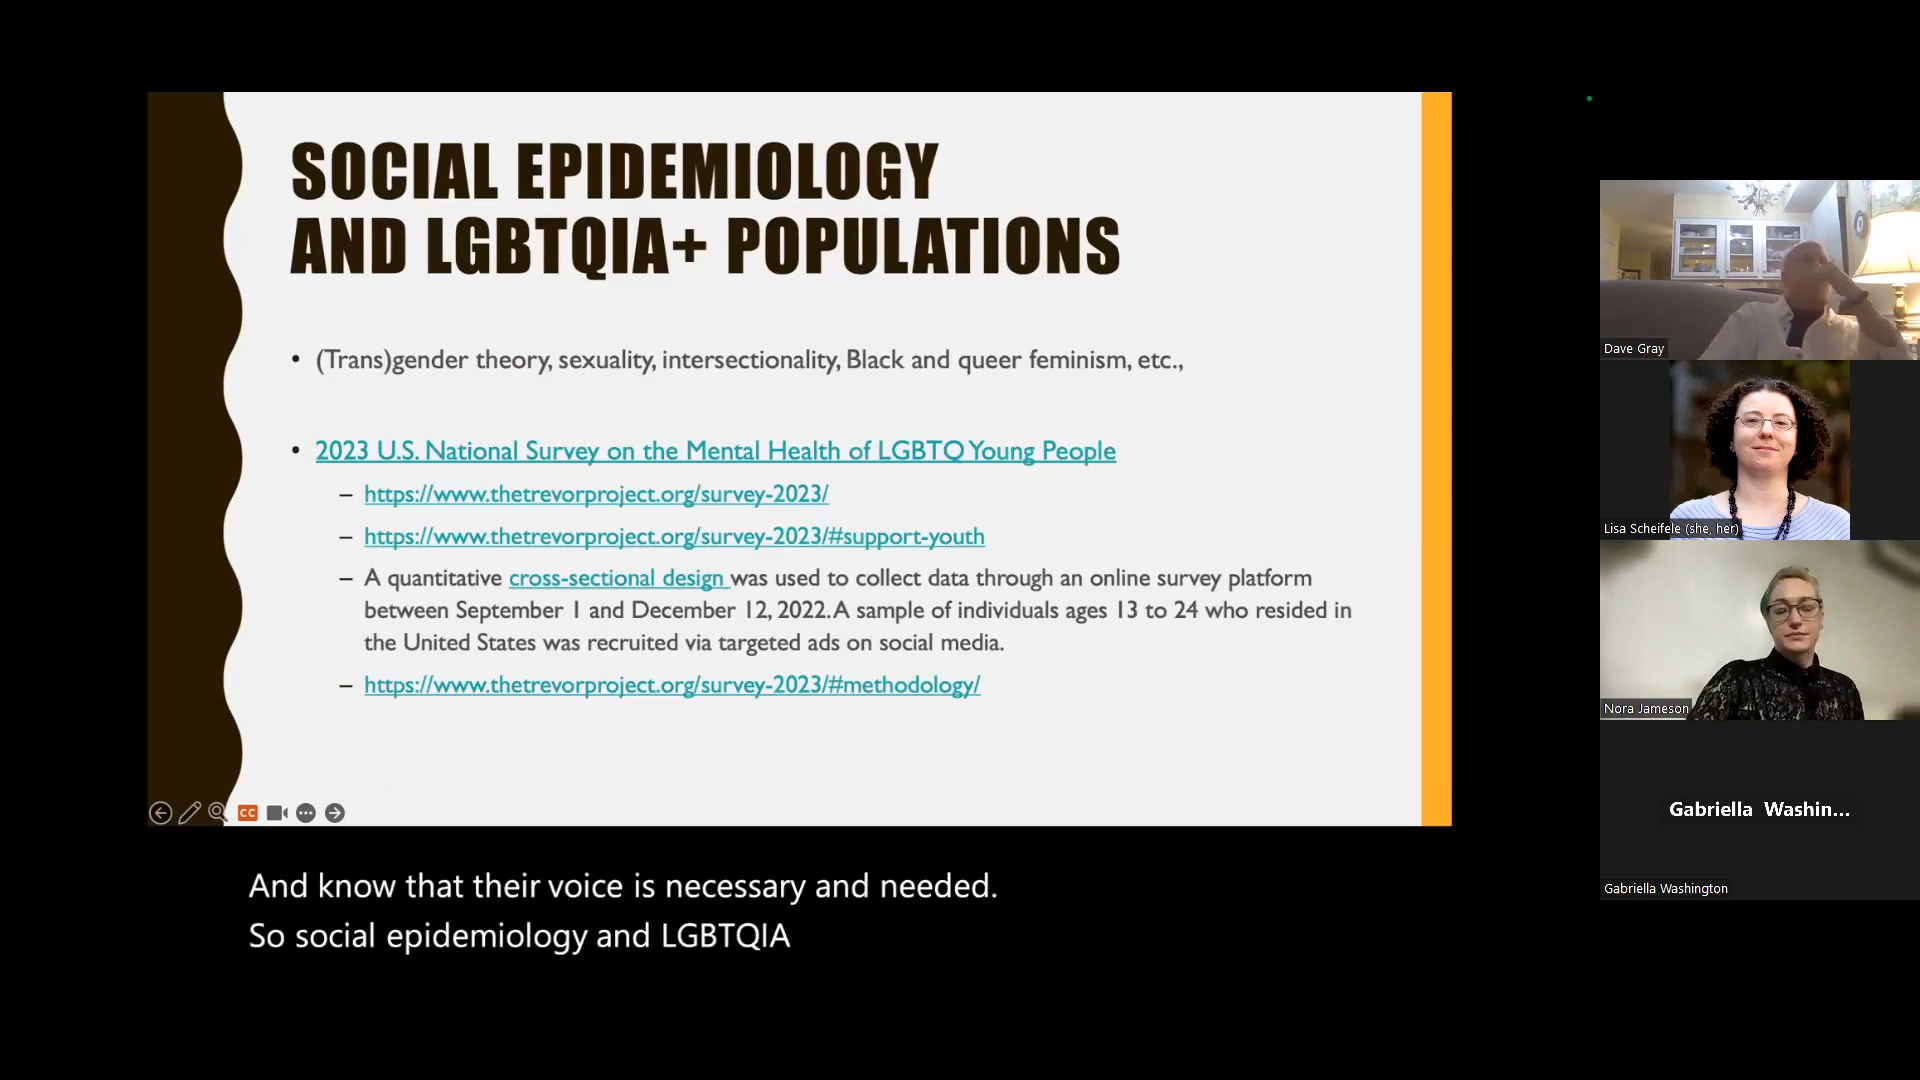 SOCIAL EPIDEMIOLOGY
AND LGBTQIA+ POPULATIONS
• (Trans)gender theory, sexuality, intersectionality, Black and queer feminism, etc.,
• 2023 U.S. National Survey on the Mental Health of LGBTQ Young People
– https://www.thetrevorproject.org/survey-2023/
– https://www.thetrevorproject.org/survey-2023/#support-youth
– A quantitative cross-sectional design was used to collect data through an online survey platform
between September 1 and December 12, 2022. A sample of individuals ages 13 to 24 who resided in
the United States was recruited via targeted ads on social media.
– https://www.thetrevorproject.org/survey-2023/#methodology/
CC
And know that their voice is necessary and needed.
So social epidemiology and LGBTQIA
Dave Gray
Lisa Scheifele (she, her)
Nora Jameson
Gabriella Washin...
Gabriella Washington